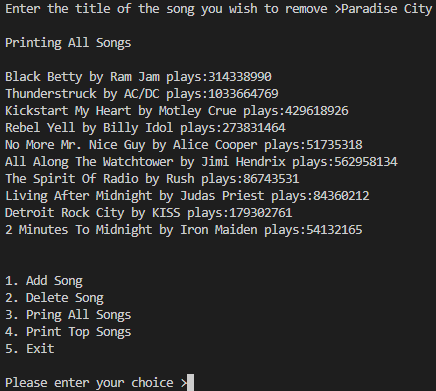 Enter the title of the song you wish to remove >Paradise City
Printing All Songs
Black Betty by Ram Jam plays:314338990
Thunderstruck by AC/DC plays:1033664769
Kickstart My Heart by Motley Crue plays:429618926
Rebel Yell by Billy Idol plays:273831464
No More Mr. Nice Guy by Alice Cooper plays:51735318
All Along The Watchtower by Jimi Hendrix plays:562958134
The Spirit Of Radio by Rush plays:86743531
Living After Midnight by Judas Priest plays:84360212
Detroit Rock City by KISS plays:179302761
2 Minutes To Midnight by Iron Maiden plays:54132165
1. Add Song
2. Delete Song
3. Pring All Songs
4. Print Top Songs
5. Exit
Please enter your choice >